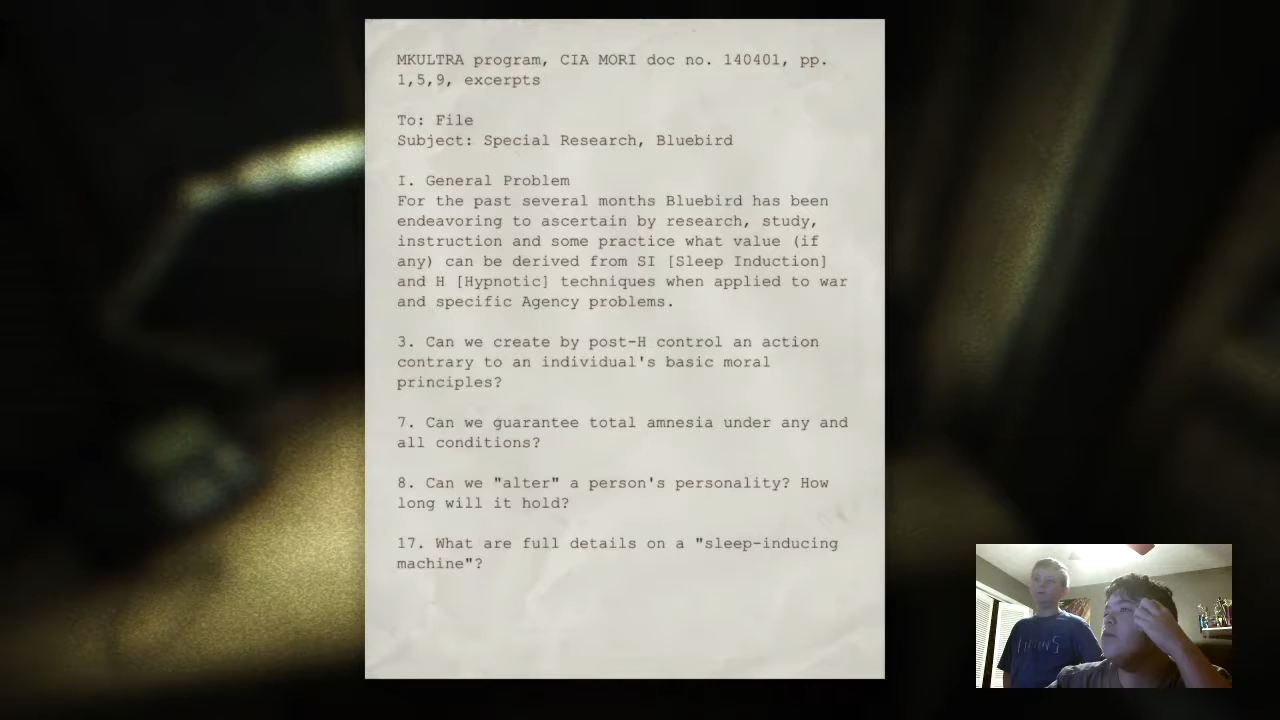 MKULTRA program, CIA MORI doc no. 140401, pp.
1,5,9, excerpts
To: File
Subject: Special Research, Bluebird
I. General Problem
For the past several months Bluebird has been
endeavoring to ascertain by research, study,
instruction and some practice what value (if
any) can be derived from SI [Sleep Induction]
and H [Hypnotic] techniques when applied to war
and specific Agency problems.
3. Can we create by post-H control an action
contrary to an individual's basic moral
principles?
7. Can we guarantee total amnesia under any and
all conditions?
8. Can we "alter" a person's personality? How
long will it hold?
17. What are full details on a "sleep-inducing
machine"?